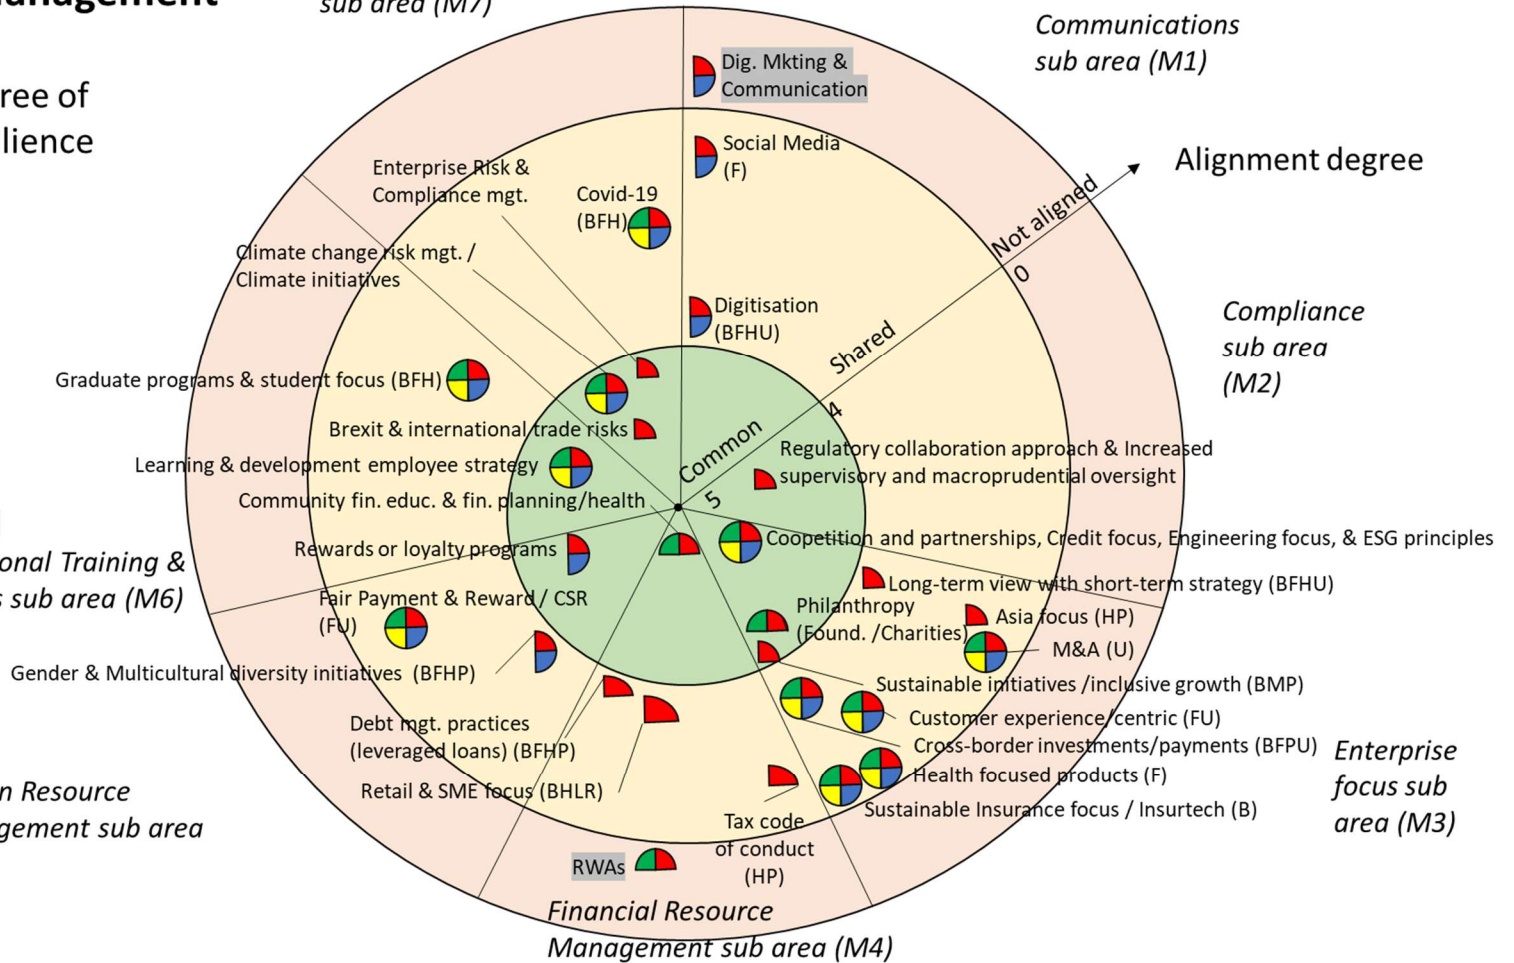 anagement
sub area (M7)
ree of
lience
Communications
sub area (M1)
Dig. Mkting &
Communication
Social Media
(F)
Alignment degree
Not aligned
0
Enterprise Risk &
Compliance mgt.
Covid-19
(BFH)
Climate change risk mgt. /
Climate initiatives
Digitisation
(BFHU)
Shared
4
Compliance
sub area
(M2)
Graduate programs & student focus (BFH)
Brexit & international trade risks
Common
5
Regulatory collaboration approach & Increased
supervisory and macroprudential oversight
Learning & development employee strategy
Community fin. educ. & fin. planning/health
Coopetition and partnerships, Credit focus, Engineering focus, & ESG principles
Rewards or loyalty programs
onal Training &
s sub area (M6)
Long-term view with short-term strategy (BFHU)
Fair Payment & Reward / CSR
(FU)
Philanthropy
(Found. /Charities)
Asia focus (HP)
M&A (U)
Gender & Multicultural diversity initiatives (BFHP)
Sustainable initiatives /inclusive growth (BMP)
Customer experience/centric (FU)
Debt mgt. practices
(leveraged loans) (BFHP)
Cross-border investments/payments (BFPU)
Health focused products (F)
Retail & SME focus (BHLR)
Sustainable Insurance focus / Insurtech (B)
Enterprise
focus sub
area (M3)
n Resource
gement sub area
Tax code
of conduct
(HP)
RWAs
Financial Resource
Management sub area (M4)